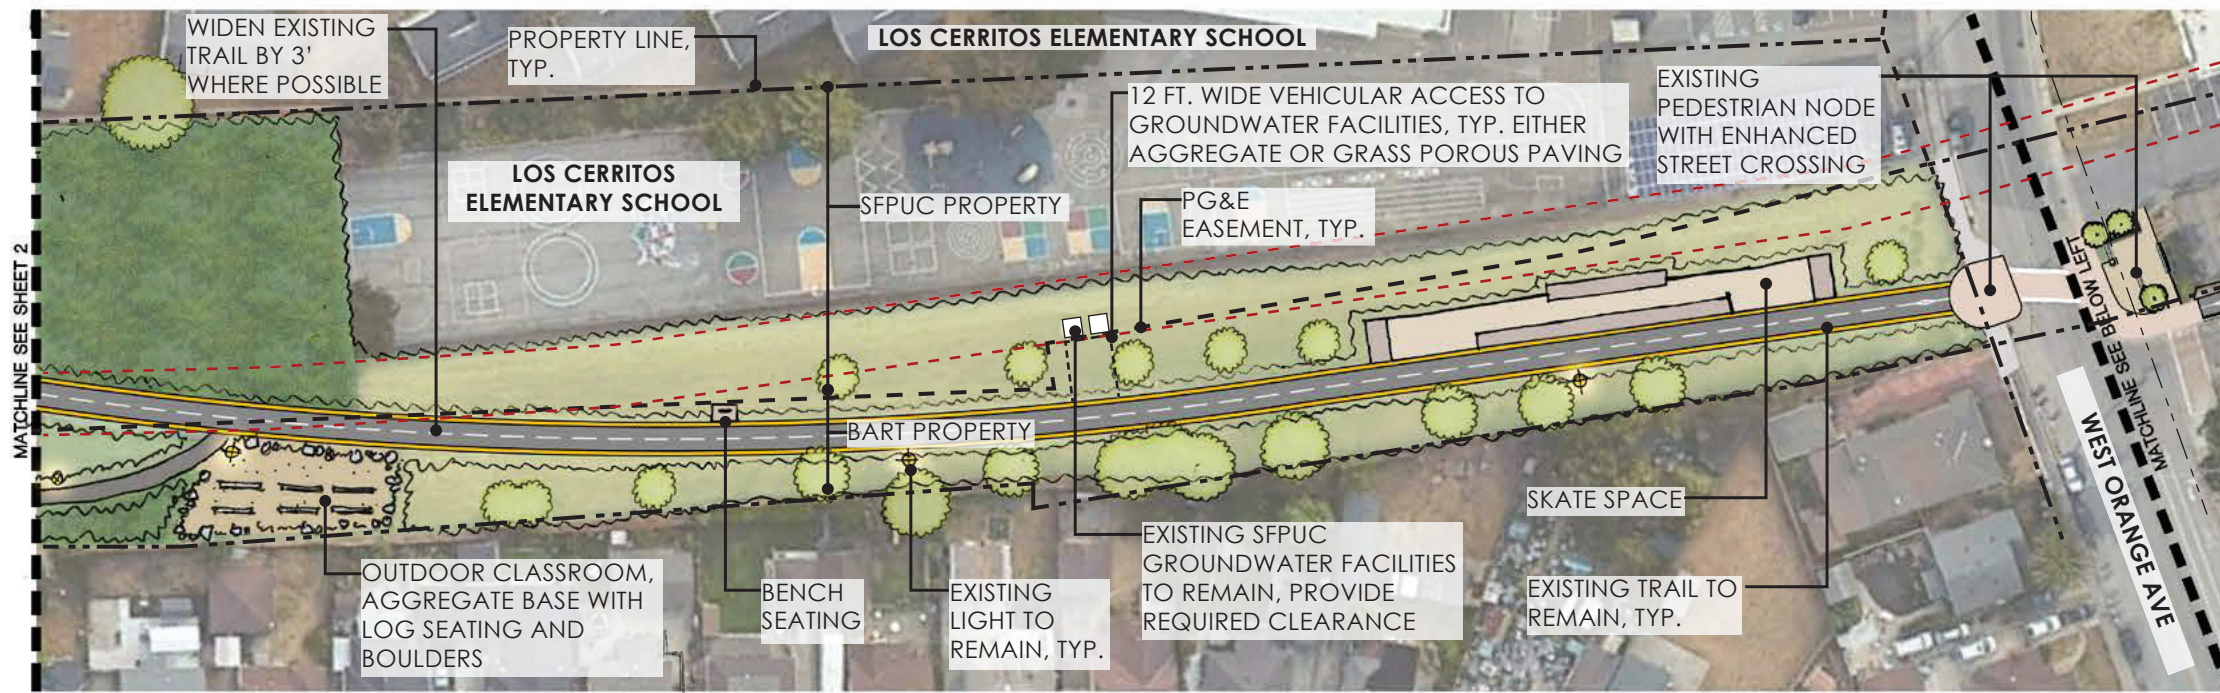 WIDEN EXISTING
TRAIL BY 3'
WHERE POSSIBLE
PROPERTY LINE,
TYP.
LOS CERRITOS ELEMENTARY SCHOOL
12 FT. WIDE VEHICULAR ACCESS TO
GROUNDWATER FACILITIES, TYP. EITHER
AGGREGATE OR GRASS POROUS PAVING
EXISTING
PEDESTRIAN NODE
WITH ENHANCED
STREET CROSSING
LOS CERRITOS
ELEMENTARY SCHOOL
SFPUC PROPERTY
PG&E
EASEMENT, TYP.
MATCHLINE SEE SHEET 2
BART PROPERTY
MATCHLINE SEE BELOW LEFT
WEST ORANGE AVE
SKATE SPACE
OUTDOOR CLASSROOM,
AGGREGATE BASE WITH
LOG SEATING AND
BOULDERS
BENCH
SEATING
EXISTING
LIGHT TO
REMAIN, TYP.
EXISTING SFPUC
GROUNDWATER FACILITIES
TO REMAIN, PROVIDE
REQUIRED CLEARANCE
EXISTING TRAIL TO
REMAIN, TYP.